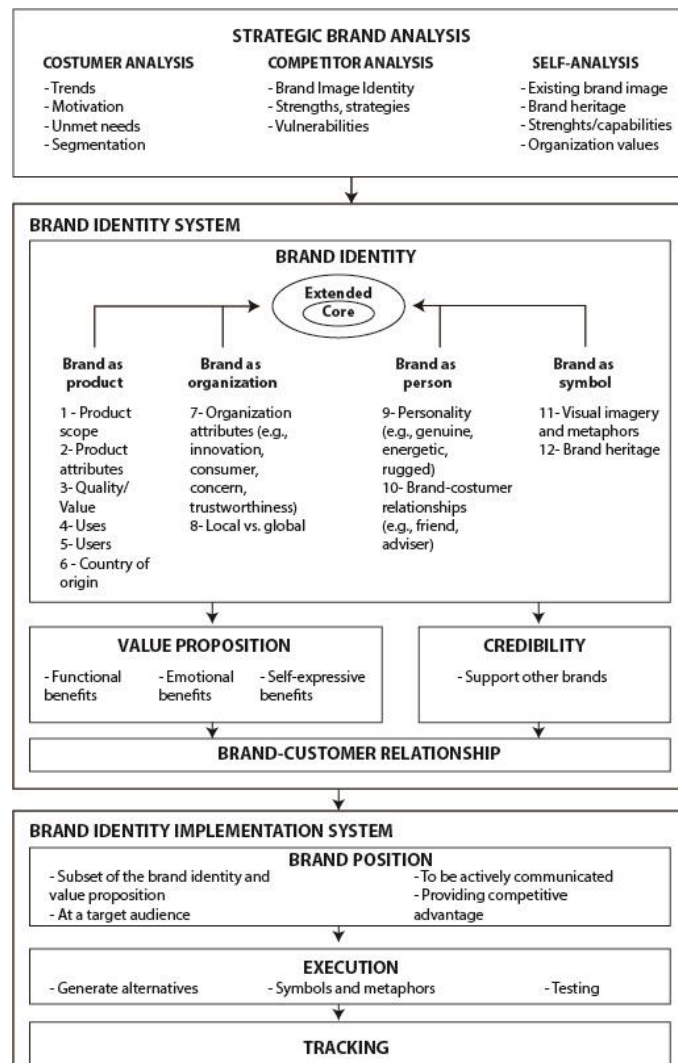 STRATEGIC BRAND ANALYSIS
COSTUMER ANALYSIS
- Trends
- Motivation
- Unmet needs
- Segmentation
COMPETITOR ANALYSIS
- Brand Image Identity
- Strengths, strategies
- Vulnerabilities
SELF-ANALYSIS
- Existing brand image
- Brand heritage
- Strenghts/capabilities
- Organization values
BRAND IDENTITY SYSTEM
BRAND IDENTITY
Extended
Core
Brand as
product
1 - Product
scope
2- Product
attributes
3- Quality/
Value
4- Uses
5- Users
6 - Country of
origin
Brand as
organization
7- Organization
attributes (e.g.,
innovation,
consumer,
concern,
trustworthiness)
8- Local vs. global
Brand as
person
9- Personality
(e.g., genuine,
energetic,
rugged)
10- Brand-costumer
relationships
(e.g., friend,
adviser)
Brand as
symbol
11- Visual imagery
and metaphors
12- Brand heritage
VALUE PROPOSITION
- Functional
benefits
- Emotional
benefits
- Self-expressive
benefits
CREDIBILITY
- Support other brands
BRAND-CUSTOMER RELATIONSHIP
BRAND IDENTITY IMPLEMENTATION SYSTEM
BRAND POSITION
- Subset of the brand identity and
value proposition
- At a target audience
- To be actively communicated
- Providing competitive
advantage
EXECUTION
- Generate alternatives
- Symbols and metaphors
- Testing
TRACKING